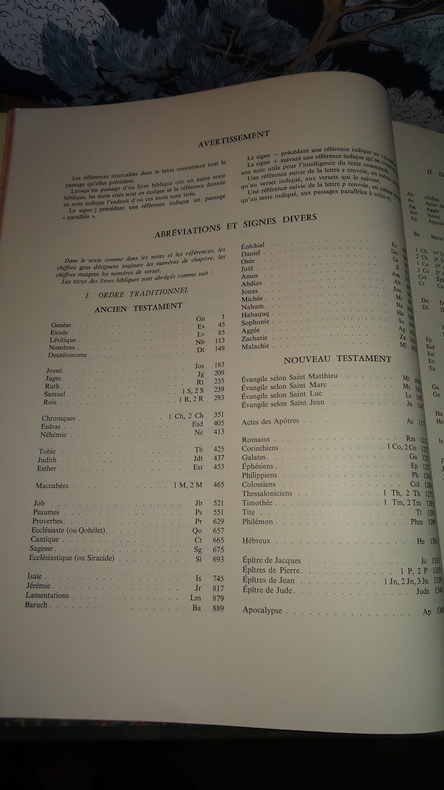 AVERTISSEMENT
Les références intercalées dans le texte concernent tout le
passage qu'elles précèdent.
Lorsqu'un passage d'un livre biblique cite un autre texte
biblique, les mots cités sont en italique et la référence donnée
en note indique l'endroit d'où ces mots sont tirés.
Le signe || précédant une référence indique un passage
« parallèle ».
Le signe = précédant une référence indique un
Le signe + suivant une référence indique qu'on
une note utile pour l'intelligence du texte concerné.
Une référence suivie de la lettre s renvoie, en
qu'au verset indiqué, aux versets qui le suivent
Une référence suivie de la lettre p renvoie, en
qu'au texte indiqué, aux passages parallèles à celui-
ABRÉVIATIONS ET SIGNES DIVERS
Dans le texte comme dans les notes et les références, les
chiffres gras désignent toujours les numéros de chapitre, les
chiffres maigres les numéros de verset.
Les titres des livres bibliques sont abrégés comme suit :
I. ORDRE TRADITIONNEL
ANCIEN TESTAMENT
Genèse Gn 1
Exode Ex 45
Lévitique Lv 85
Nombres Nb 113
Deutéronome Dt 149
Josué Jos 183
Juges Jg 209
Ruth Rt 235
Samuel 1 S, 2 S 239
Rois 1 R, 2 R 293
Chroniques 1 Ch, 2 Ch 351
Esdras Esd 405
Néhémie Ne 413
Tobie Tb 425
Judith Jdt 437
Esther Est 453
Maccabées 1 M, 2 M 465
Job Jb 521
Psaumes Ps 551
Proverbes Pr 629
Ecclésiaste (ou Qohélet) Qo 657
Cantique Ct 665
Sagesse Sg 675
Ecclésiastique (ou Siracide) Si 693
Isaïe Is 745
Jérémie Jr 817
Lamentations Lm 879
Baruch Ba 889
Ézéchiel
Daniel
Osée
Joël
Amos
Abdias
Jonas
Michée
Nahum
Habaquq
Sophonie
Aggée
Zacharie
Malachie
NOUVEAU TESTAMENT
Évangile selon Saint Matthieu
Évangile selon Saint Marc
Évangile selon Saint Luc
Évangile selon Saint Jean
Actes des Apôtres Ac
Romains Rm
Corinthiens 1 Co, 2 Co
Galates Ga
Éphésiens Ep
Philippiens Ph
Colossiens Col
Thessaloniciens 1 Th, 2 Th
Timothée 1 Tm, 2 Tm
Tite Tt
Philémon Phm
Hébreux He
Épître de Jacques Jc
Épîtres de Pierre 1 P, 2 P
Épîtres de Jean 1 Jn, 2 Jn, 3 Jn
Épître de Jude Jude
Apocalypse Ap